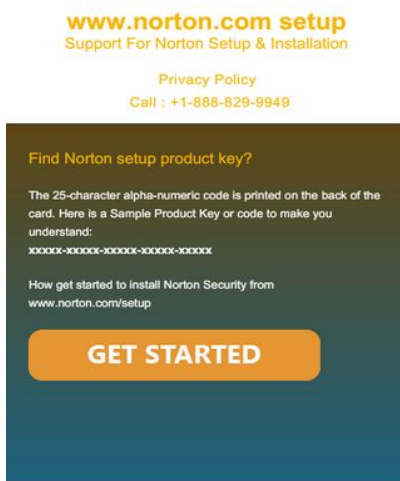 www.norton.com setup
Support For Norton Setup & Installation
Privacy Policy
Call : +1-888-829-9949
Find Norton setup product key?
The 25-character alpha-numeric code is printed on the back of the
card. Here is a Sample Product Key or code to make you
understand:
xxxxx-xxxxx-xxxxx-xxxxx-xxxxx
How get started to install Norton Security from
www.norton.com/setup
GET STARTED